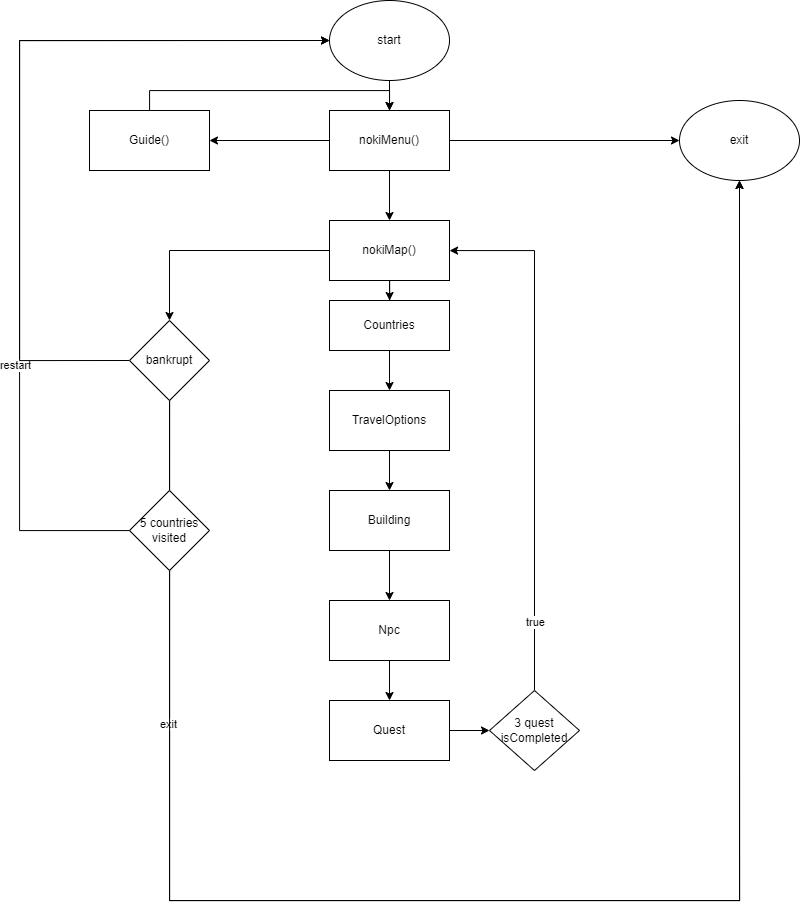 start
Guide()
nokiMenu()
exit
nokiMap()
Countries
bankrupt
restart
TravelOptions
5 countries
visited
Building
true
Npc
exit
Quest
3 quest
isCompleted